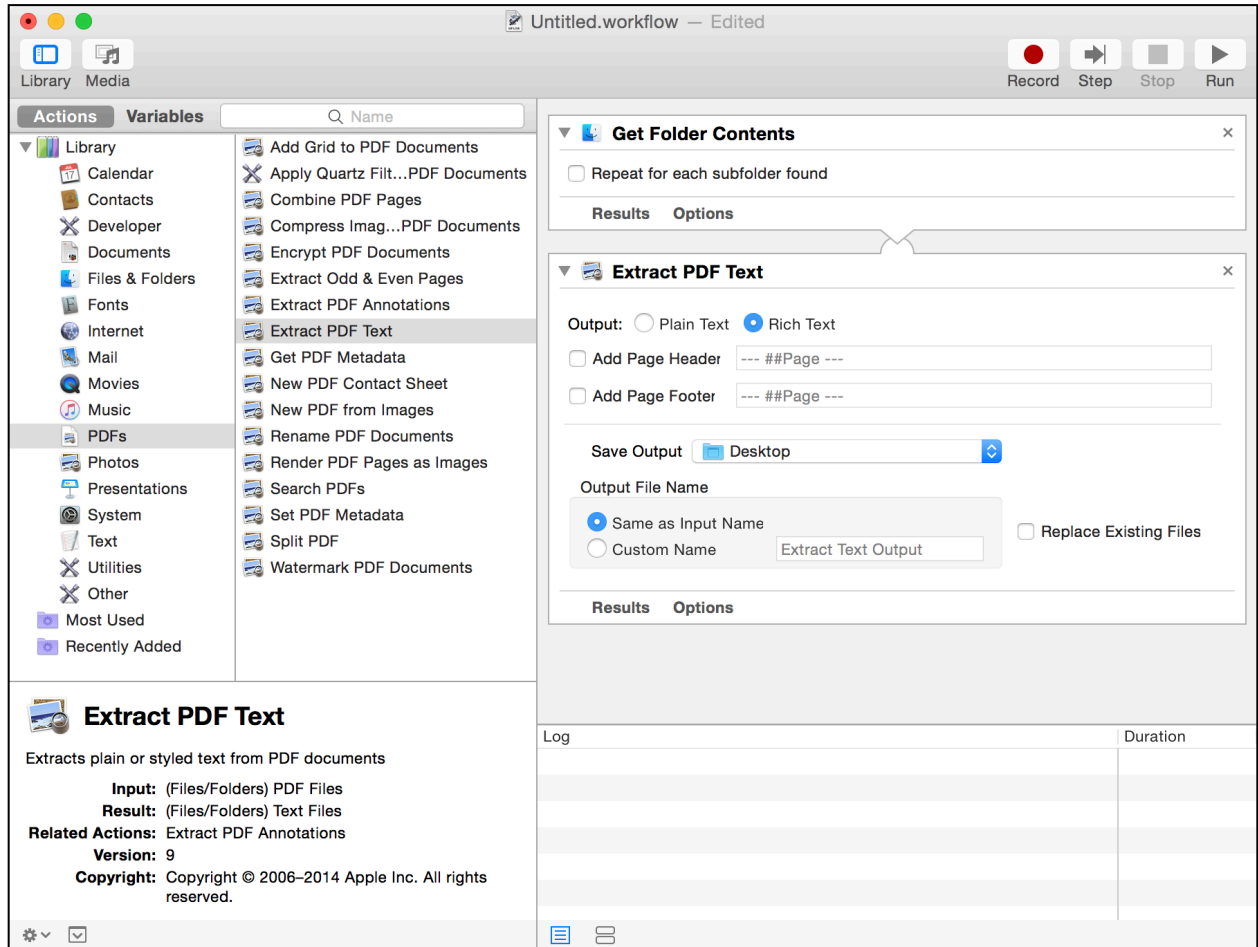 Untitled.workflow — Edited
Library Media
Record Step Stop Run
Actions Variables Name
Library
Calendar
Contacts
Developer
Documents
Files & Folders
Fonts
Internet
Mail
Movies
Music
PDFs
Photos
Presentations
System
Text
Utilities
Other
Most Used
Recently Added
Add Grid to PDF Documents
Apply Quartz Filt...PDF Documents
Combine PDF Pages
Compress Imag...PDF Documents
Encrypt PDF Documents
Extract Odd & Even Pages
Extract PDF Annotations
Extract PDF Text
Get PDF Metadata
New PDF Contact Sheet
New PDF from Images
Rename PDF Documents
Render PDF Pages as Images
Search PDFs
Set PDF Metadata
Split PDF
Watermark PDF Documents
Extract PDF Text
Extracts plain or styled text from PDF documents
Input: (Files/Folders) PDF Files
Result: (Files/Folders) Text Files
Related Actions: Extract PDF Annotations
Version: 9
Copyright: Copyright © 2006–2014 Apple Inc. All rights
reserved.
Get Folder Contents
Repeat for each subfolder found
Results Options
Extract PDF Text
Output: Plain Text Rich Text
Add Page Header --- ##Page ---
Add Page Footer --- ##Page ---
Save Output Desktop
Output File Name
Same as Input Name
Custom Name Extract Text Output
Replace Existing Files
Results Options
Log Duration